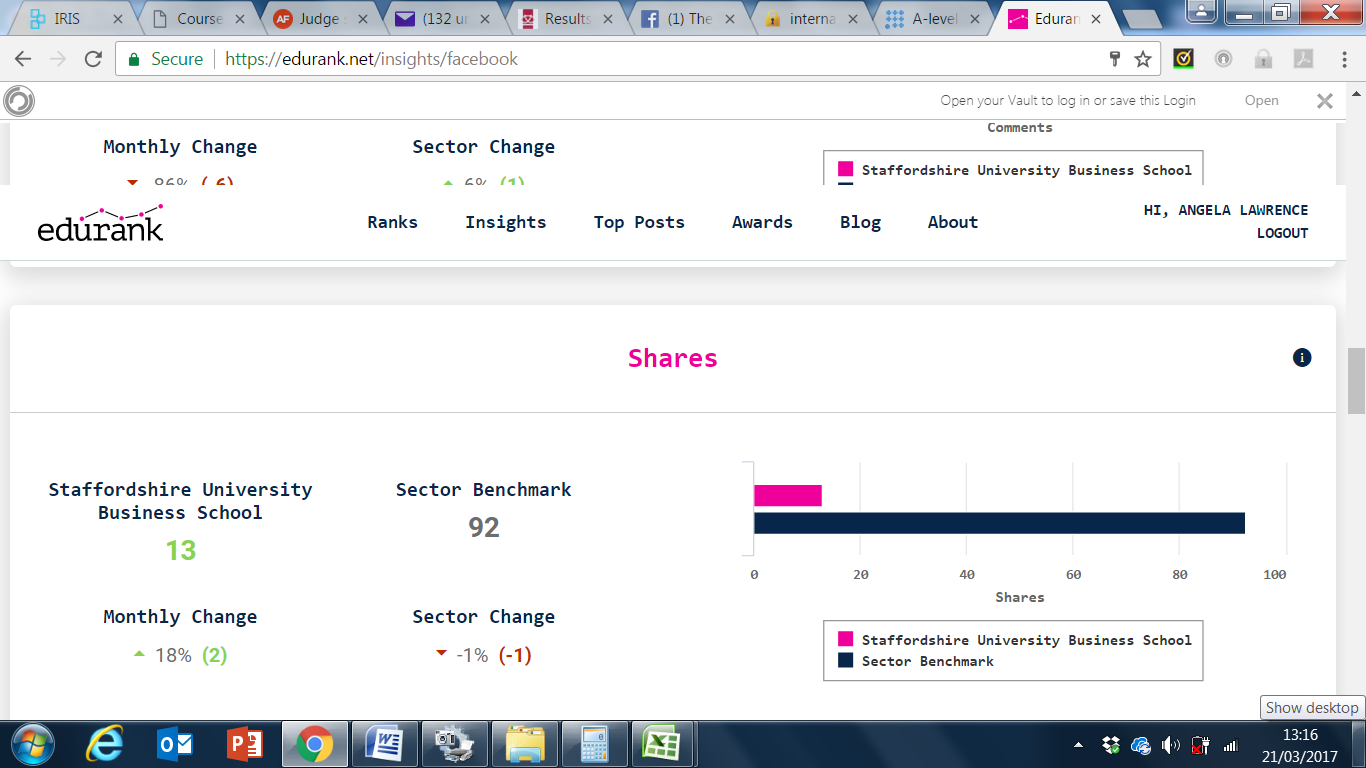 IRIS
Course
Judge
(132 u
Results
(1) The
interna
A-level
Eduran
Secure
https://edurank.net/insights/facebook
Open your Vault to log in or save this Login
Open
Comments
Monthly Change
Sector Change
Staffordshire University Business School
86% (-6)
6% (1)
edurank
Ranks
Insights
Top Posts
Awards
Blog
About
HI, ANGELA LAWRENCE
LOGOUT
Shares
i
Staffordshire University
Business School
13
Sector Benchmark
92
Monthly Change
18% (2)
Sector Change
-1% (-1)
0 20 40 60 80 100
Shares
Staffordshire University Business School
Sector Benchmark
Show desktop
13:16
21/03/2017